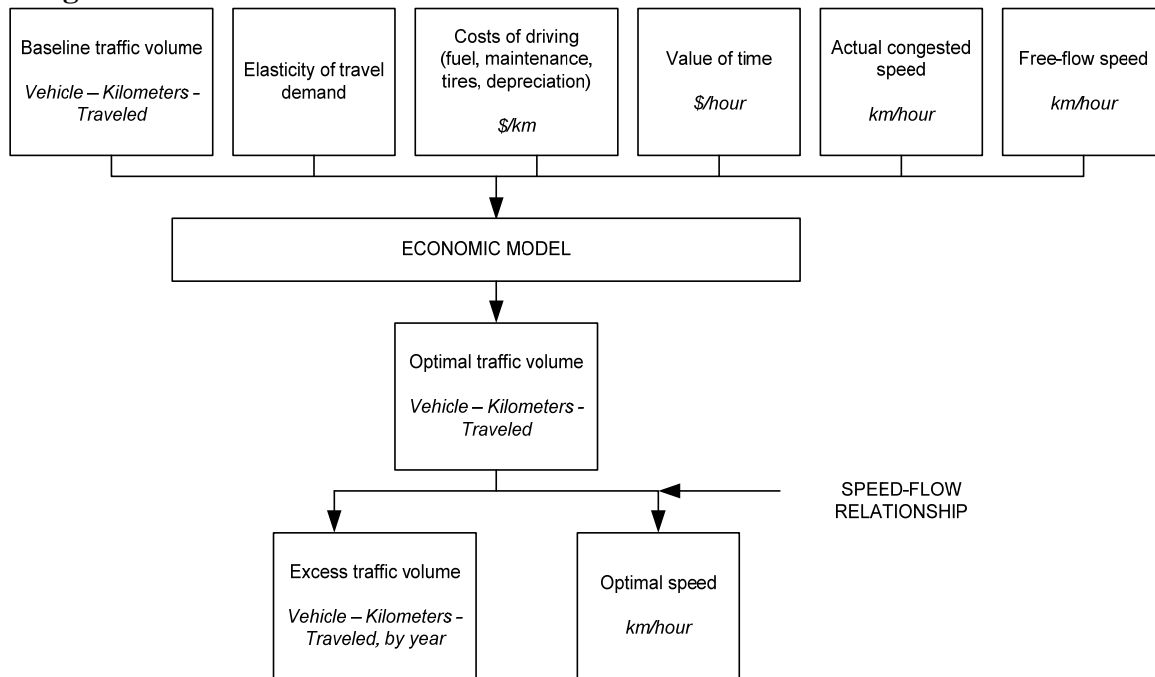 Baseline traffic volume
Vehicle – Kilometers -
Traveled
Elasticity of travel
demand
Costs of driving
(fuel, maintenance,
tires, depreciation)
$/km
Value of time
$/hour
Actual congested
speed
km/hour
Free-flow speed
km/hour
ECONOMIC MODEL
Optimal traffic volume
Vehicle – Kilometers -
Traveled
SPEED-FLOW
RELATIONSHIP
Excess traffic volume
Vehicle – Kilometers -
Traveled, by year
Optimal speed
km/hour